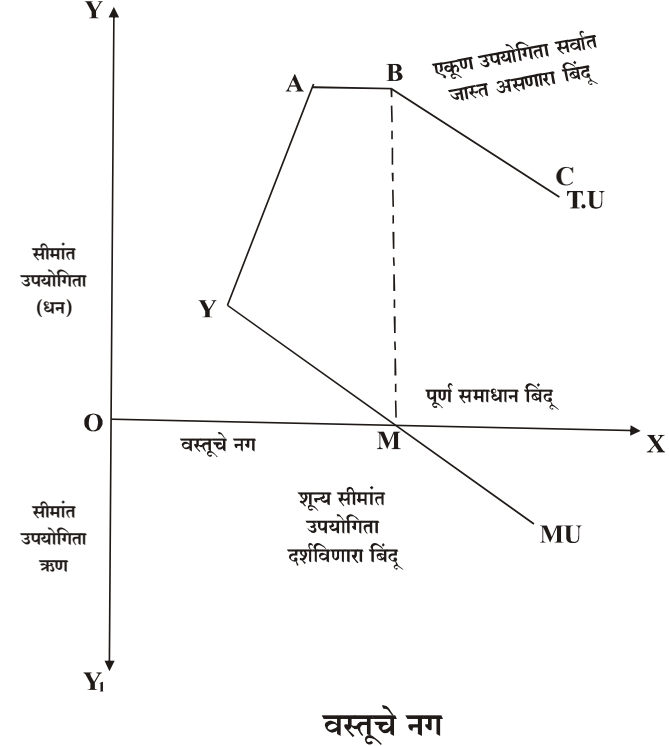 Y
A
B
एकूण उपयोगिता सर्वात
जास्त असणारा बिंदू
C
T.U
सीमांत
उपयोगिता
(धन)
Y
पूर्ण समाधान बिंदू
O
वस्तूचे नग
M
X
सीमांत
उपयोगिता
ऋण
शून्य सीमांत
उपयोगिता
दर्शविणारा बिंदू
MU
Y₁
वस्तूचे नग